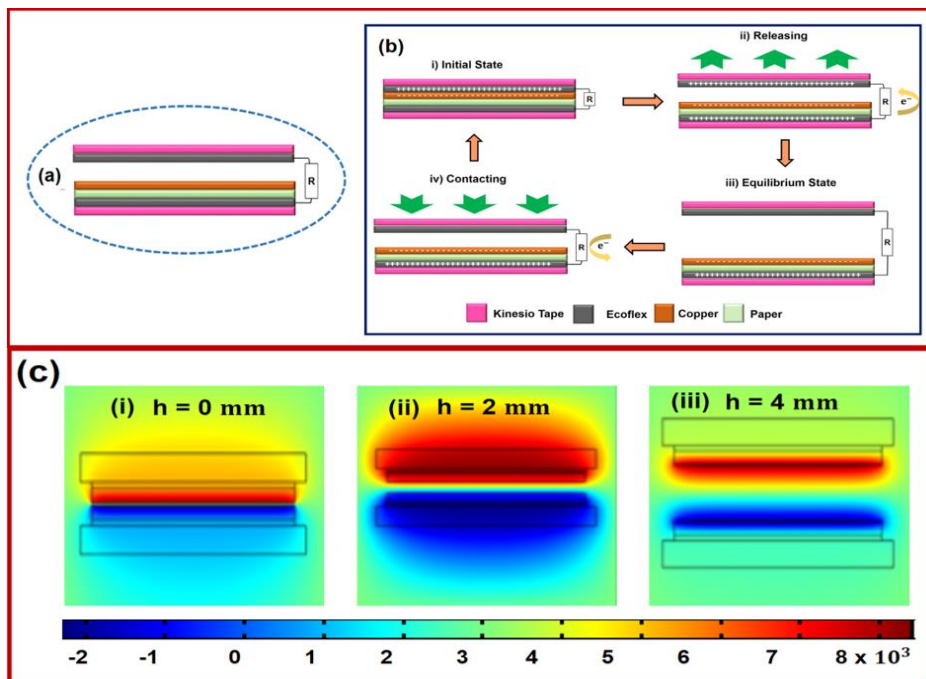 (a)
R
(b)
i) Initial State
R
ii) Releasing
R
e⁻
iii) Equilibrium State
R
iv) Contacting
R
e⁻
Kinesio Tape
Ecoflex
Copper
Paper
(c)
(i) h = 0 mm
(ii) h = 2 mm
(iii) h = 4 mm
-2 -1 0 1 2 3 4 5 6 7 8 x 10³